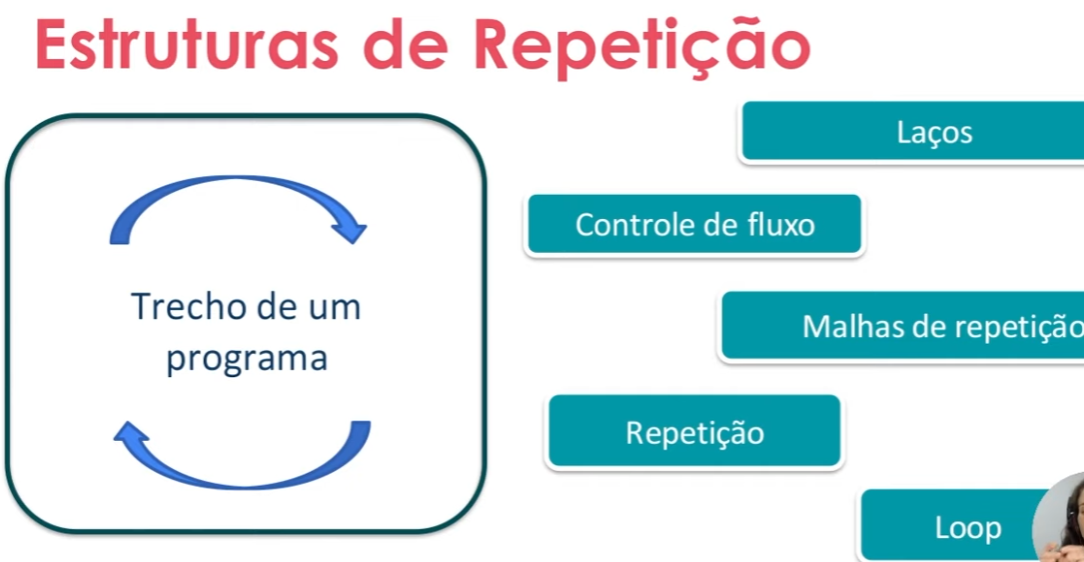 Estruturas de Repetição
Laços
Controle de fluxo
Trecho de um
programa
Malhas de repetição
Repetição
Loop